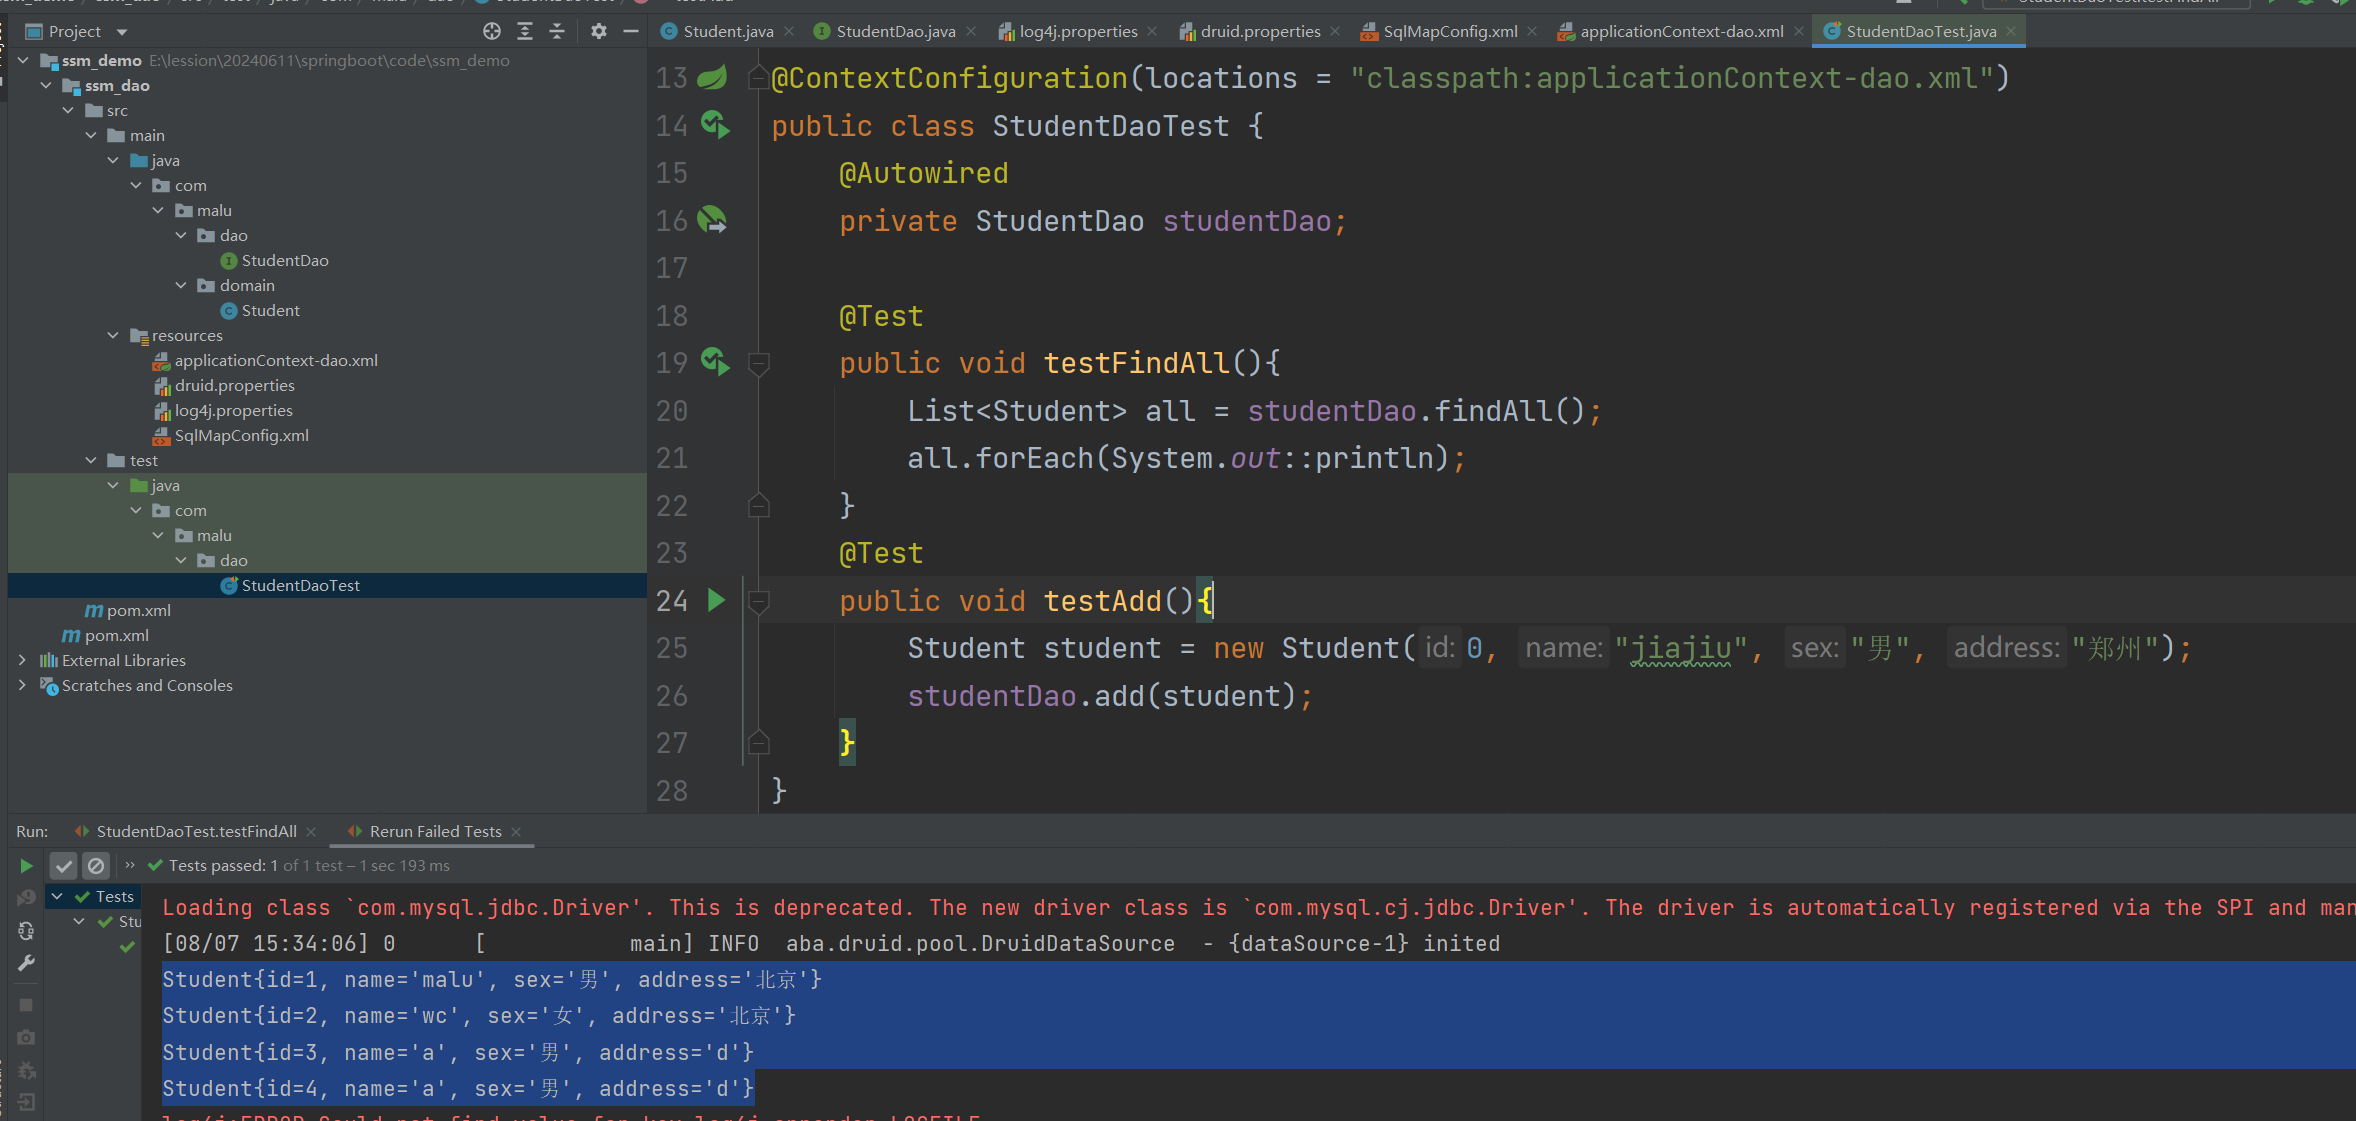 Project
ssm_demo E:\lession\20240611\springboot\code\ssm_demo
ssm_dao
src
main
java
com
malu
dao
StudentDao
domain
Student
resources
applicationContext-dao.xml
druid.properties
log4j.properties
SqlMapConfig.xml
test
java
com
malu
dao
StudentDaoTest
pom.xml
pom.xml
External Libraries
Scratches and Consoles
Student.java StudentDao.java log4j.properties druid.properties SqlMapConfig.xml applicationContext-dao.xml StudentDaoTest.java
13 @ContextConfiguration(locations = "classpath:applicationContext-dao.xml")
14 public class StudentDaoTest {
15 @Autowired
16 private StudentDao studentDao;
17
18 @Test
19 public void testFindAll(){
20 List<Student> all = studentDao.findAll();
21 all.forEach(System.out::println);
22 }
23 @Test
24 public void testAdd(){
25 Student student = new Student( id: 0, name: "jiajiu", sex: "男", address: "郑州");
26 studentDao.add(student);
27 }
28 }
Run: StudentDaoTest.testFindAll Rerun Failed Tests
Tests passed: 1 of 1 test – 1 sec 193 ms
Tests
Stu
Loading class `com.mysql.jdbc.Driver'. This is deprecated. The new driver class is `com.mysql.cj.jdbc.Driver'. The driver is automatically registered via the SPI and man
[08/07 15:34:06] 0 [ main] INFO aba.druid.pool.DruidDataSource - {dataSource-1} inited
Student{id=1, name='malu', sex='男', address='北京'}
Student{id=2, name='wc', sex='女', address='北京'}
Student{id=3, name='a', sex='男', address='d'}
Student{id=4, name='a', sex='男', address='d'}